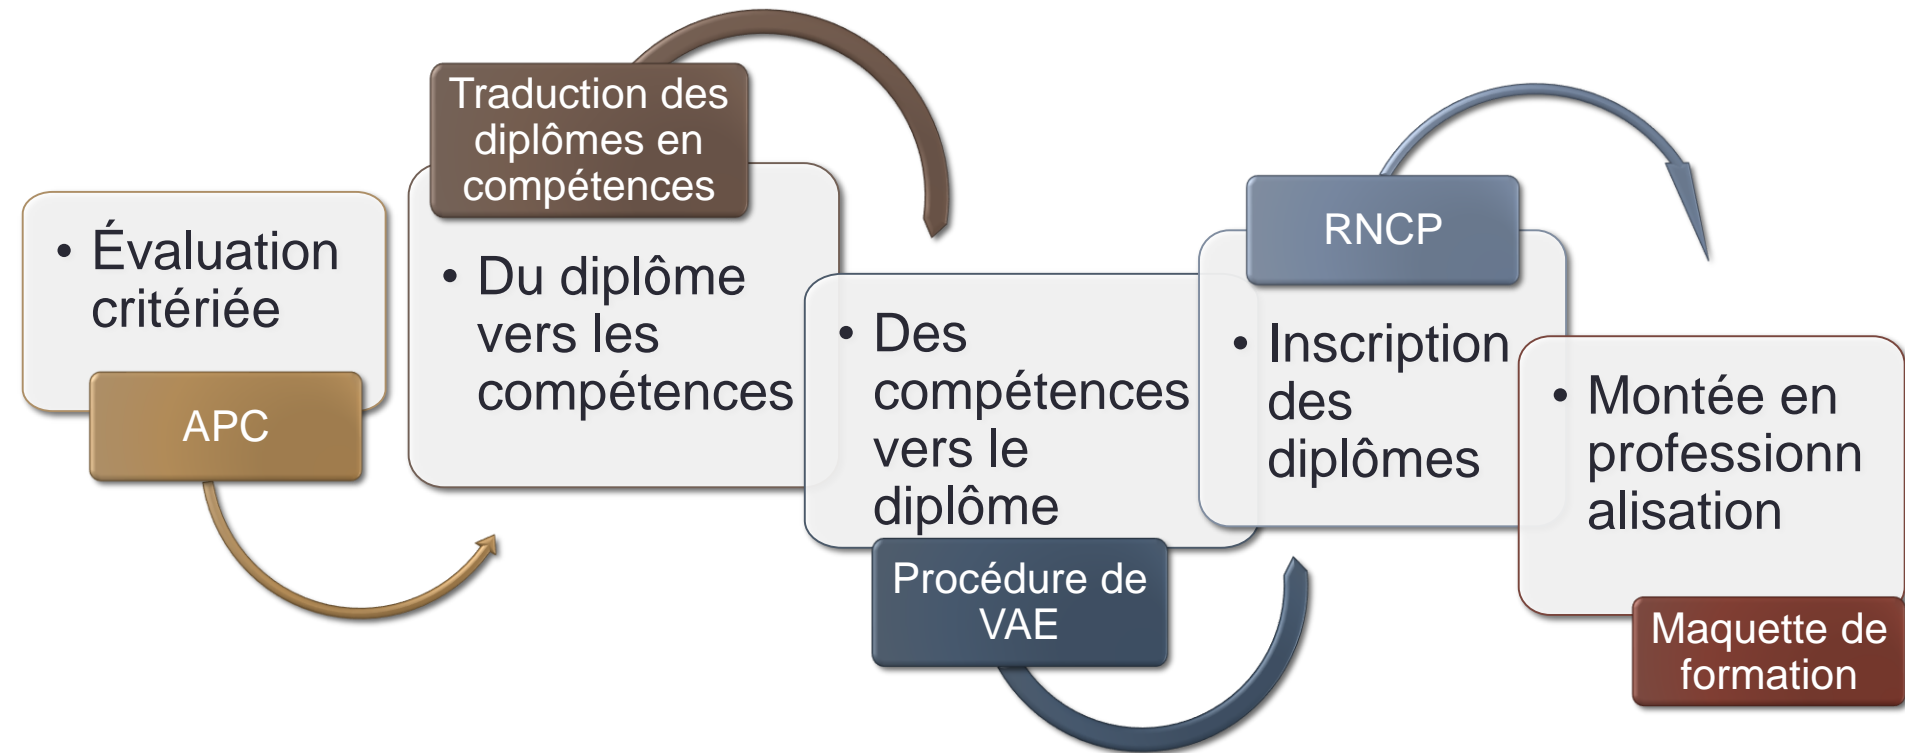 • Évaluation
critériée
APC
Traduction des
diplômes en
compétences
• Du diplôme
vers les
compétences
• Des
compétences
vers le
diplôme
Procédure de
VAE
RNCP
• Inscription
des
diplômes
• Montée en
professionn
alisation
Maquette de
formation